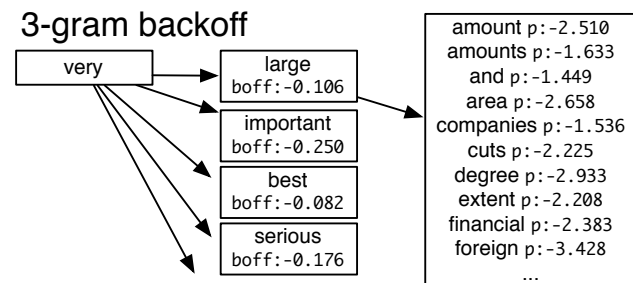 3-gram backoff
very
large
boff:-0.106
important
boff:-0.250
best
boff:-0.082
serious
boff:-0.176
amount p:-2.510
amounts p:-1.633
and p:-1.449
area p:-2.658
companies p:-1.536
cuts p:-2.225
degree p:-2.933
extent p:-2.208
financial p:-2.383
foreign p:-3.428
...